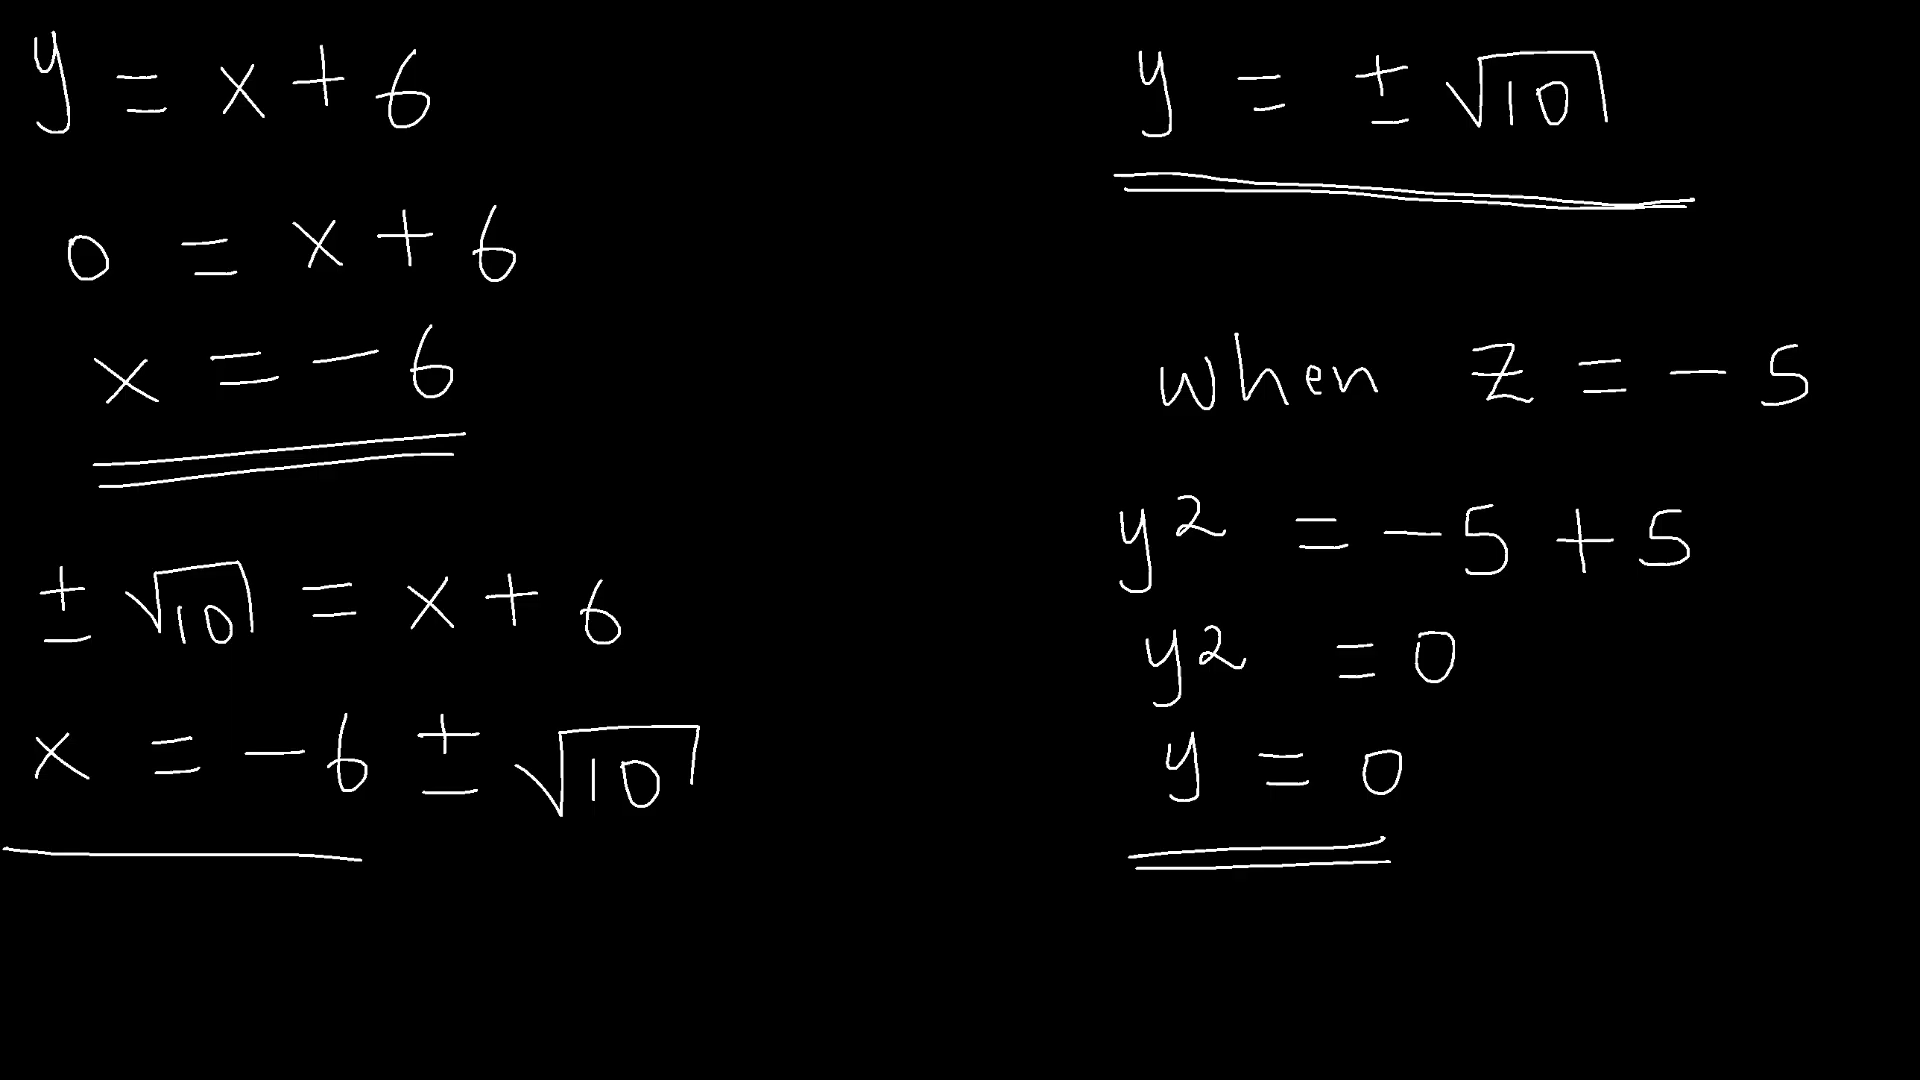 y = x + 6
0 = x + 6
x = - 6
± √10 = x + 6
x = - 6 ± √10
y = ± √10
when z = - 5
y² = - 5 + 5
y² = 0
y = 0